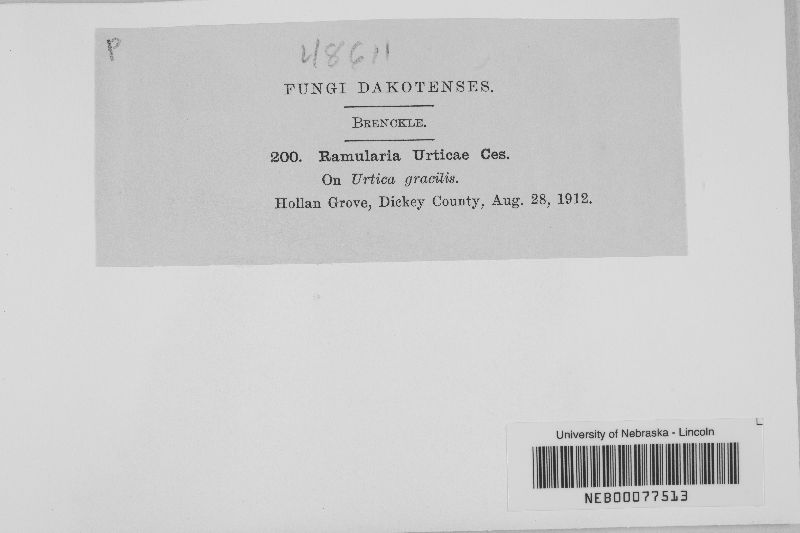 P
48611
FUNGI DAKOTENSES.
BRENCKLE.
200. Ramularia Urticae Ces.
On Urtica gracilis.
Hollan Grove, Dickey County, Aug. 28, 1912.
University of Nebraska - Lincoln
NEB00077513